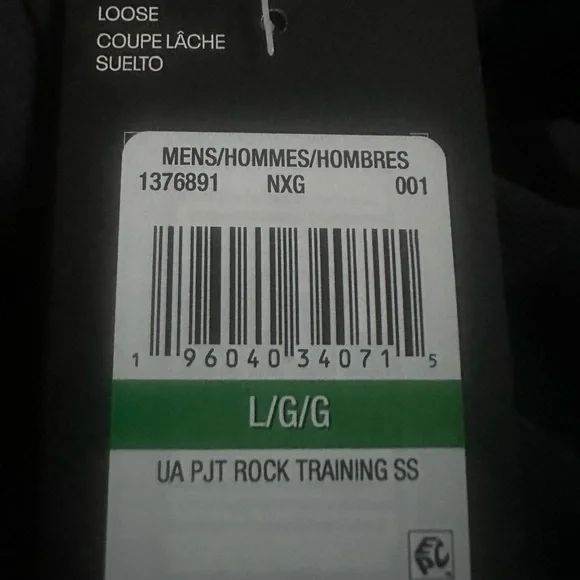 LOOSE
COUPE LÂCHE
SUELTO
MENS/HOMMES/HOMBRES
1376891 NXG 001
1 96040 34071 5
L/G/G
UA PJT ROCK TRAINING SS
EPC